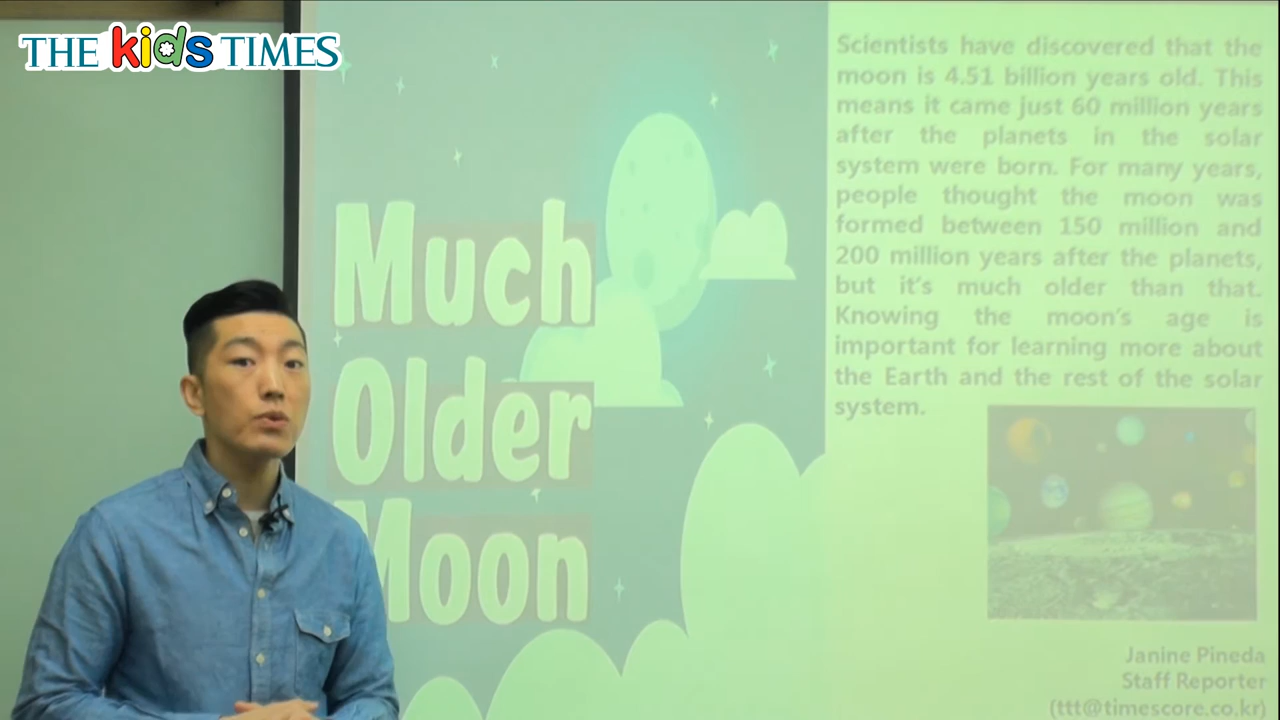 THE kids TIMES
Much
Older
Moon
Scientists have discovered that the
moon is 4.51 billion years old. This
means it came just 60 million years
after the planets in the solar
system were born. For many years,
people thought the moon was
formed between 150 million and
200 million years after the planets,
but it's much older than that.
Knowing the moon's age is
important for learning more about
the Earth and the rest of the solar
system.
Janine Pineda
Staff Reporter
(ttt@timescore.co.kr)